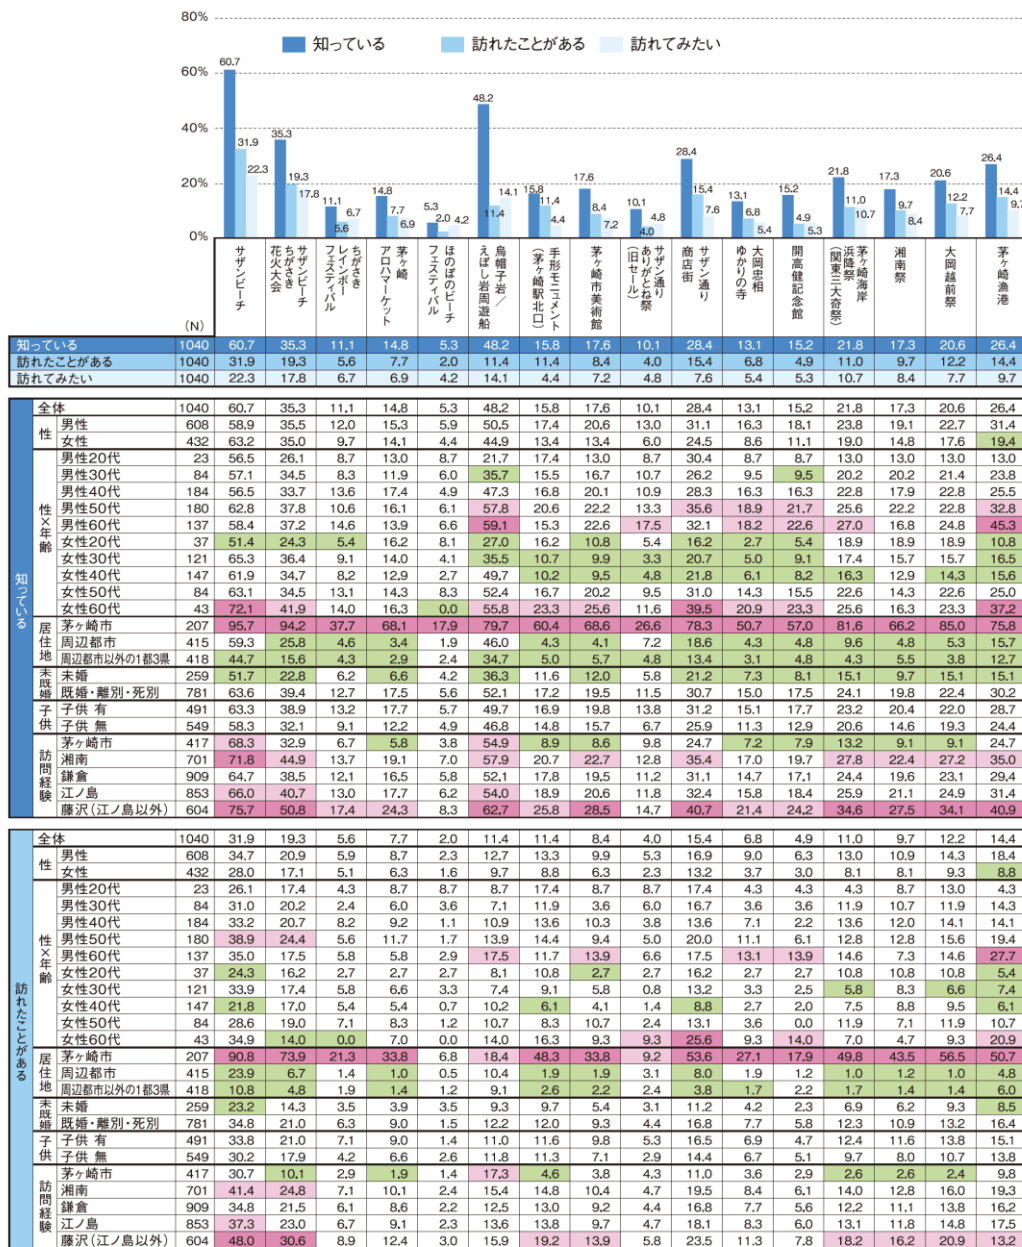 80%
知っている 訪れたことがある 訪れてみたい
60%
40%
20%
0%
60.7 31.9 22.3
35.3 19.3 17.8
11.1 5.6 6.7
14.8 7.7 6.9
5.3 2.0 4.2
48.2 11.4 14.1
15.8 11.4 4.4
17.6 8.4 7.2
10.1 4.0 4.8
28.4 15.4 7.6
13.1 6.8 5.4
15.2 4.9 5.3
21.8 11.0 10.7
17.3 9.7 8.4
20.6 12.2 7.7
26.4 14.4 9.7
(N)
サザンビーチ
サザンビーチ
ちがさき
花火大会
ちがさき
レインボー
フェスティバル
茅ヶ崎
アロハマーケット
ほのぼのビーチ
フェスティバル
烏帽子岩／
えぼし岩周遊船
手形モニュメント
(茅ヶ崎駅北口)
茅ヶ崎市美術館
サザン通り
ありがとね祭
(旧セール)
サザン通り
商店街
大岡忠相
ゆかりの寺
開高健記念館
茅ヶ崎海岸
浜降祭
(関東三大奇祭)
湘南祭
大岡越前祭
茅ヶ崎漁港
知っている 1040 60.7 35.3 11.1 14.8 5.3 48.2 15.8 17.6 10.1 28.4 13.1 15.2 21.8 17.3 20.6 26.4
訪れたことがある 1040 31.9 19.3 5.6 7.7 2.0 11.4 11.4 8.4 4.0 15.4 6.8 4.9 11.0 9.7 12.2 14.4
訪れてみたい 1040 22.3 17.8 6.7 6.9 4.2 14.1 4.4 7.2 4.8 7.6 5.4 5.3 10.7 8.4 7.7 9.7
知っている
全体 1040 60.7 35.3 11.1 14.8 5.3 48.2 15.8 17.6 10.1 28.4 13.1 15.2 21.8 17.3 20.6 26.4
性
男性 608 58.9 35.5 12.0 15.3 5.9 50.5 17.4 20.6 13.0 31.1 16.3 18.1 23.8 19.1 22.7 31.4
女性 432 63.2 35.0 9.7 14.1 4.4 44.9 13.4 13.4 6.0 24.5 8.6 11.1 19.0 14.8 17.6 19.4
性×年齢
男性20代 23 56.5 26.1 8.7 13.0 8.7 21.7 17.4 13.0 8.7 30.4 8.7 8.7 13.0 13.0 13.0 13.0
男性30代 84 57.1 34.5 8.3 11.9 6.0 35.7 15.5 16.7 10.7 26.2 9.5 9.5 20.2 20.2 21.4 23.8
男性40代 184 56.5 33.7 13.6 17.4 4.9 47.3 16.8 20.1 10.9 28.3 16.3 16.3 22.8 17.9 22.8 25.5
男性50代 180 62.8 37.8 10.6 16.1 6.1 57.8 20.6 22.2 13.3 35.6 18.9 21.7 25.6 22.2 22.8 32.8
男性60代 137 58.4 37.2 14.6 13.9 6.6 59.1 15.3 22.6 17.5 32.1 18.2 22.6 27.0 16.8 24.8 45.3
女性20代 37 51.4 24.3 5.4 16.2 8.1 27.0 16.2 10.8 5.4 16.2 2.7 5.4 18.9 18.9 18.9 10.8
女性30代 121 65.3 36.4 9.1 14.0 4.1 35.5 10.7 9.9 3.3 20.7 5.0 9.1 17.4 15.7 15.7 16.5
女性40代 147 61.9 34.7 8.2 12.9 2.7 49.7 10.2 9.5 4.8 21.8 6.1 8.2 16.3 12.9 14.3 15.6
女性50代 84 63.1 34.5 13.1 14.3 8.3 52.4 16.7 20.2 9.5 31.0 14.3 15.5 22.6 14.3 22.6 25.0
女性60代 43 72.1 41.9 14.0 16.3 0.0 55.8 23.3 25.6 11.6 39.5 20.9 23.3 25.6 16.3 23.3 37.2
居住地
茅ヶ崎市 207 95.7 94.2 37.7 68.1 17.9 79.7 60.4 68.6 26.6 78.3 50.7 57.0 81.6 66.2 85.0 75.8
周辺都市 415 59.3 25.8 4.6 3.4 1.9 46.0 4.3 4.1 7.2 18.6 4.3 4.8 9.6 4.8 5.3 15.7
周辺都市以外の1都3県 418 44.7 15.6 4.3 2.9 2.4 34.7 5.0 5.7 4.8 13.4 3.1 4.8 4.3 5.5 3.8 12.7
未既婚
未婚 259 51.7 22.8 6.2 6.6 4.2 36.3 11.6 12.0 5.8 21.2 7.3 8.1 15.1 9.7 15.1 15.1
既婚・離別・死別 781 63.6 39.4 12.7 17.5 5.6 52.1 17.2 19.5 11.5 30.7 15.0 17.5 24.1 19.8 22.4 30.2
子供
子供 有 491 63.3 38.9 13.2 17.7 5.7 49.7 16.9 19.8 13.8 31.2 15.1 17.7 23.2 20.4 22.0 28.7
子供 無 549 58.3 32.1 9.1 12.2 4.9 46.8 14.8 15.7 6.7 25.9 11.3 12.9 20.6 14.6 19.3 24.4
訪問経験
茅ヶ崎市 417 68.3 32.9 6.7 5.8 3.8 54.9 8.9 8.6 9.8 24.7 7.2 7.9 13.2 9.1 9.1 24.7
湘南 701 71.8 44.9 13.7 19.1 7.0 57.9 20.7 22.7 12.8 35.4 17.0 19.7 27.8 22.4 27.2 35.0
鎌倉 909 64.7 38.5 12.1 16.5 5.8 52.1 17.8 19.5 11.2 31.1 14.7 17.1 24.4 19.6 23.1 29.4
江ノ島 853 66.0 40.7 13.0 17.7 6.2 54.0 18.9 20.6 11.8 32.4 15.8 18.4 25.9 21.1 24.9 31.4
藤沢(江ノ島以外) 604 75.7 50.8 17.4 24.3 8.3 62.7 25.8 28.5 14.7 40.7 21.4 24.2 34.6 27.5 34.1 40.9
訪れたことがある
全体 1040 31.9 19.3 5.6 7.7 2.0 11.4 11.4 8.4 4.0 15.4 6.8 4.9 11.0 9.7 12.2 14.4
性
男性 608 34.7 20.9 5.9 8.7 2.3 12.7 13.3 9.9 5.3 16.9 9.0 6.3 13.0 10.9 14.3 18.4
女性 432 28.0 17.1 5.1 6.3 1.6 9.7 8.8 6.3 2.3 13.2 3.7 3.0 8.1 8.1 9.3 8.8
性×年齢
男性20代 23 26.1 17.4 4.3 8.7 8.7 8.7 17.4 8.7 8.7 17.4 4.3 4.3 4.3 8.7 13.0 4.3
男性30代 84 31.0 20.2 2.4 6.0 3.6 7.1 11.9 3.6 6.0 16.7 3.6 3.6 11.9 10.7 11.9 14.3
男性40代 184 33.2 20.7 8.2 9.2 1.1 10.9 13.6 10.3 3.8 13.6 7.1 2.2 13.6 12.0 14.1 14.1
男性50代 180 38.9 24.4 5.6 11.7 1.7 13.9 14.4 9.4 5.0 20.0 11.1 6.1 12.8 12.8 15.6 19.4
男性60代 137 35.0 17.5 5.8 5.8 2.9 17.5 11.7 13.9 6.6 17.5 13.1 13.9 14.6 7.3 14.6 27.7
女性20代 37 24.3 16.2 2.7 2.7 2.7 8.1 10.8 2.7 2.7 16.2 2.7 2.7 10.8 10.8 10.8 5.4
女性30代 121 33.9 17.4 5.8 6.6 3.3 7.4 9.1 5.8 0.8 13.2 3.3 2.5 5.8 8.3 6.6 7.4
女性40代 147 21.8 17.0 5.4 5.4 0.7 10.2 6.1 4.1 1.4 8.8 2.7 2.0 7.5 8.8 9.5 6.1
女性50代 84 28.6 19.0 7.1 8.3 1.2 10.7 8.3 10.7 2.4 13.1 3.6 0.0 11.9 7.1 11.9 10.7
女性60代 43 34.9 14.0 0.0 7.0 0.0 14.0 16.3 9.3 9.3 25.6 9.3 14.0 7.0 4.7 9.3 20.9
居住地
茅ヶ崎市 207 90.8 73.9 21.3 33.8 6.8 18.4 48.3 33.8 9.2 53.6 27.1 17.9 49.8 43.5 56.5 50.7
周辺都市 415 23.9 6.7 1.4 1.0 0.5 10.4 1.9 1.9 3.1 8.0 1.9 1.2 1.0 1.2 1.0 4.8
周辺都市以外の1都3県 418 10.8 4.8 1.9 1.4 1.2 9.1 2.6 2.2 2.4 3.8 1.7 2.2 1.7 1.4 1.4 6.0
未既婚
未婚 259 23.2 14.3 3.5 3.9 3.5 9.3 9.7 5.4 3.1 11.2 4.2 2.3 6.9 6.2 9.3 8.5
既婚・離別・死別 781 34.8 21.0 6.3 9.0 1.5 12.2 12.0 9.3 4.4 16.8 7.7 5.8 12.3 10.9 13.2 16.4
子供
子供 有 491 33.8 21.0 7.1 9.0 1.4 11.0 11.6 9.8 5.3 16.5 6.9 4.7 12.4 11.6 13.8 15.1
子供 無 549 30.2 17.9 4.2 6.6 2.6 11.8 11.3 7.1 2.9 14.4 6.7 5.1 9.7 8.0 10.7 13.8
訪問経験
茅ヶ崎市 417 30.7 10.1 2.9 1.9 1.4 17.3 4.6 3.8 4.3 11.0 3.6 2.9 2.6 2.6 2.4 9.8
湘南 701 41.4 24.8 7.1 10.1 2.4 15.4 14.8 10.4 4.7 19.5 8.4 6.1 14.0 12.8 16.0 19.3
鎌倉 909 34.8 21.5 6.1 8.6 2.2 12.5 13.0 9.2 4.4 16.8 7.7 5.6 12.2 11.1 13.8 16.2
江ノ島 853 37.3 23.0 6.7 9.1 2.3 13.6 13.8 9.7 4.7 18.1 8.3 6.0 13.1 11.8 14.8 17.5
藤沢(江ノ島以外) 604 48.0 30.6 8.9 12.4 3.0 15.9 19.2 13.9 5.8 23.5 11.3 7.8 18.2 16.2 20.9 13.2